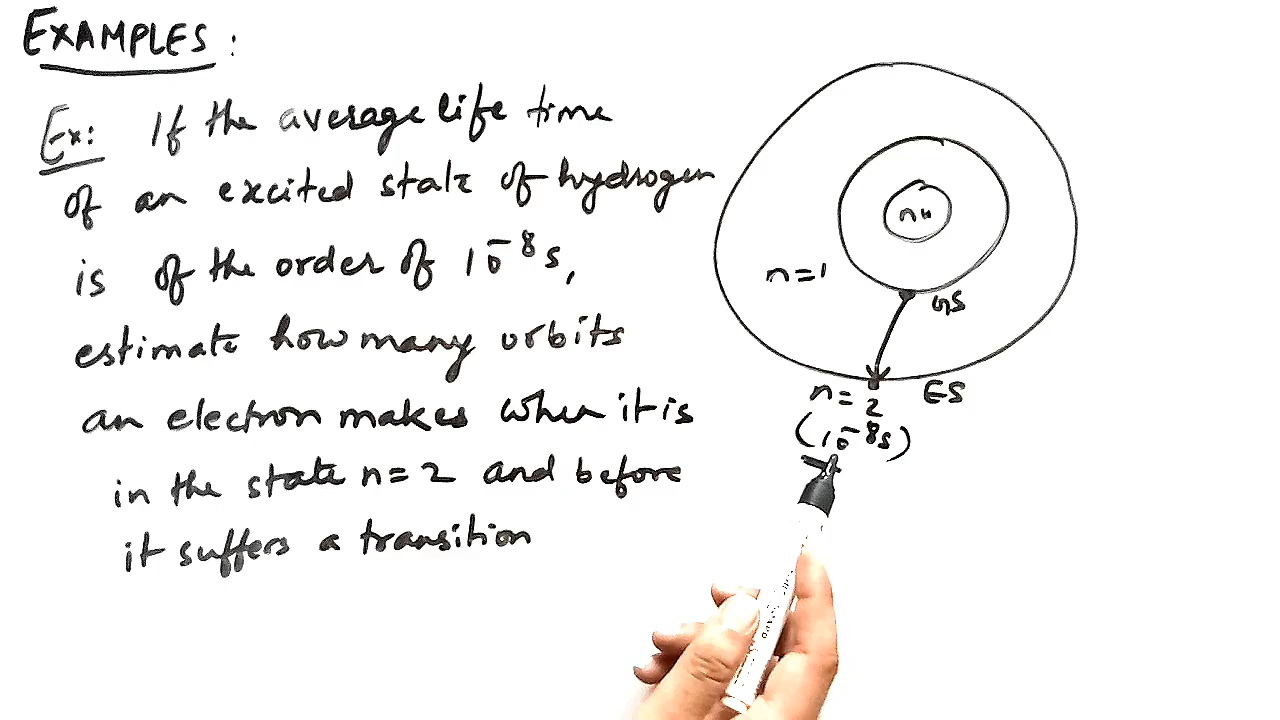 EXAMPLES:
Ex: If the average life time
of an excited state of hydrogen
is of the order of 10⁻⁸s,
estimate how many orbits
an electron makes when it is
in the state n=2 and before
it suffers a transition
nu
n=1
GS
n=2
ES
(10⁻⁸s)